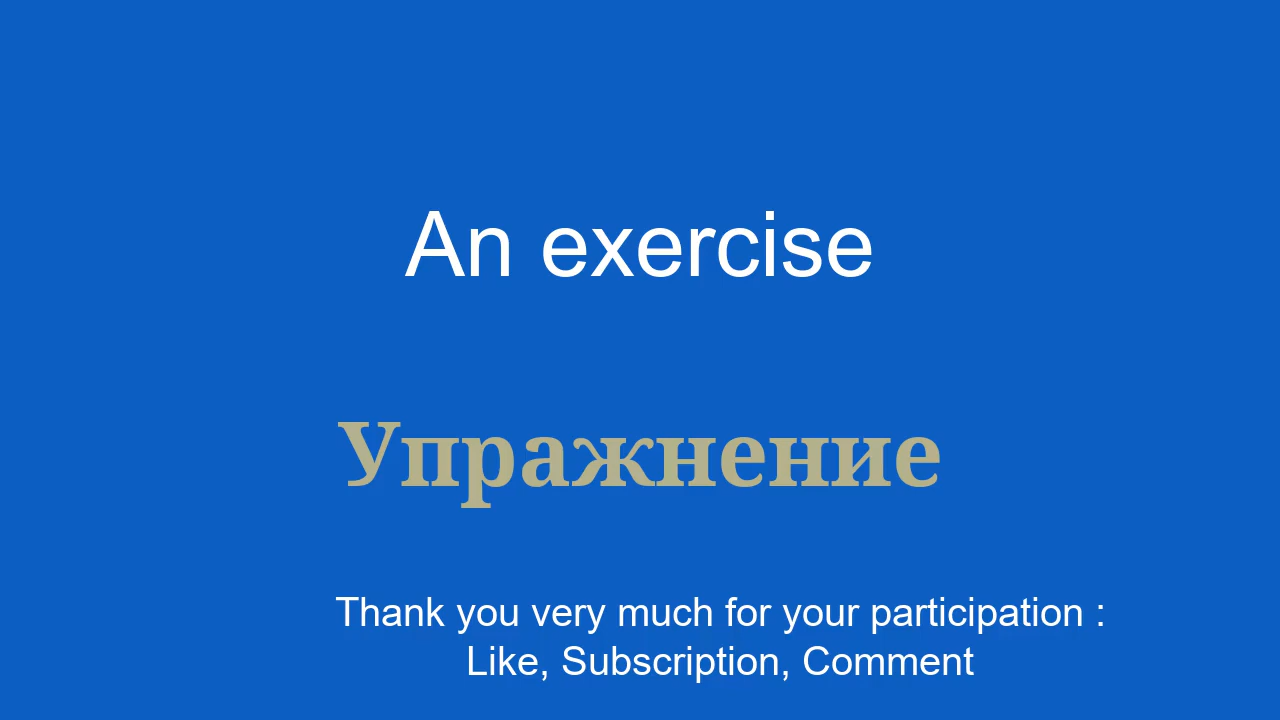 An exercise
Упражнение
Thank you very much for your participation :
Like, Subscription, Comment